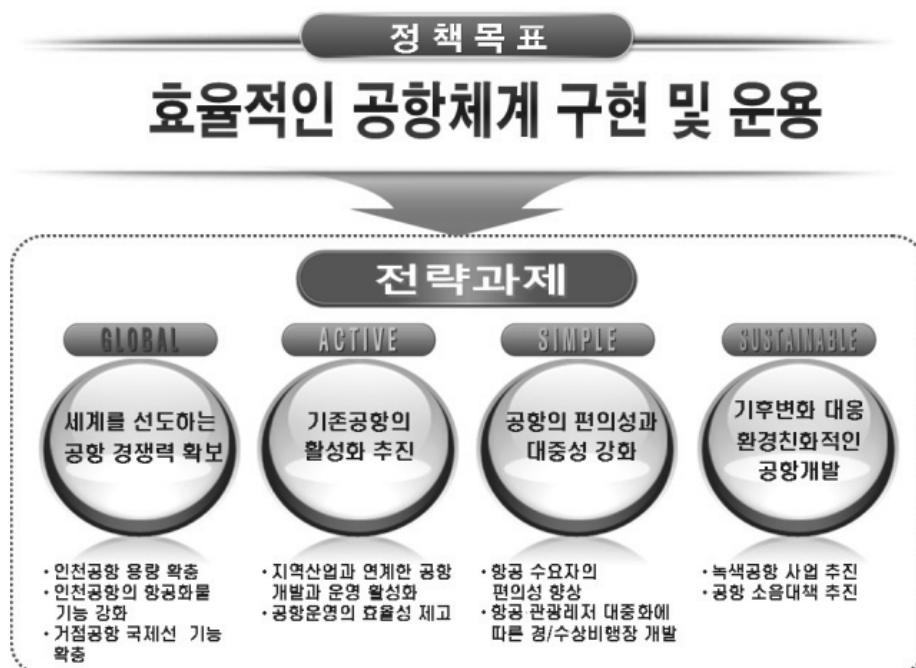 정책목표
효율적인 공항체계 구현 및 운용
전략과제
GLOBAL
세계를 선도하는
공항 경쟁력 확보
· 인천공항 용량 확충
· 인천공항의 항공화물
기능 강화
· 거점공항 국제선 기능
확충
ACTIVE
기존공항의
활성화 추진
· 지역산업과 연계한 공항
개발과 운영 활성화
· 공항운영의 효율성 제고
SIMPLE
공항의 편의성과
대중성 강화
· 항공 수요자의
편의성 향상
· 항공·관광레저 대중화에
따른 경/수상비행장 개발
SUSTAINABLE
기후변화 대응
환경친화적인
공항개발
· 녹색공항 사업 추진
· 공항 소음대책 추진